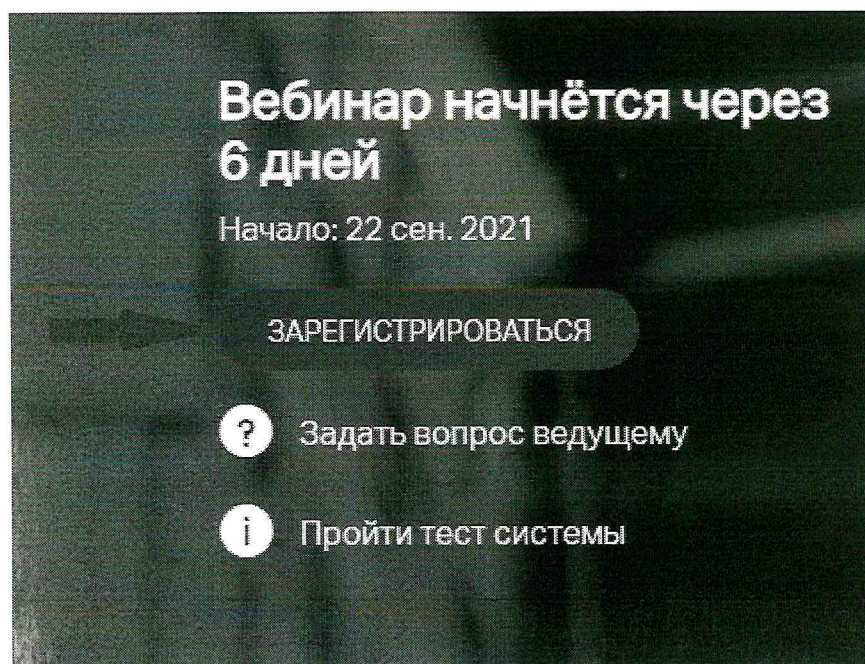 Вебинар начнётся через
6 дней
Начало: 22 сен. 2021
ЗАРЕГИСТРИРОВАТЬСЯ
? Задать вопрос ведущему
i Пройти тест системы